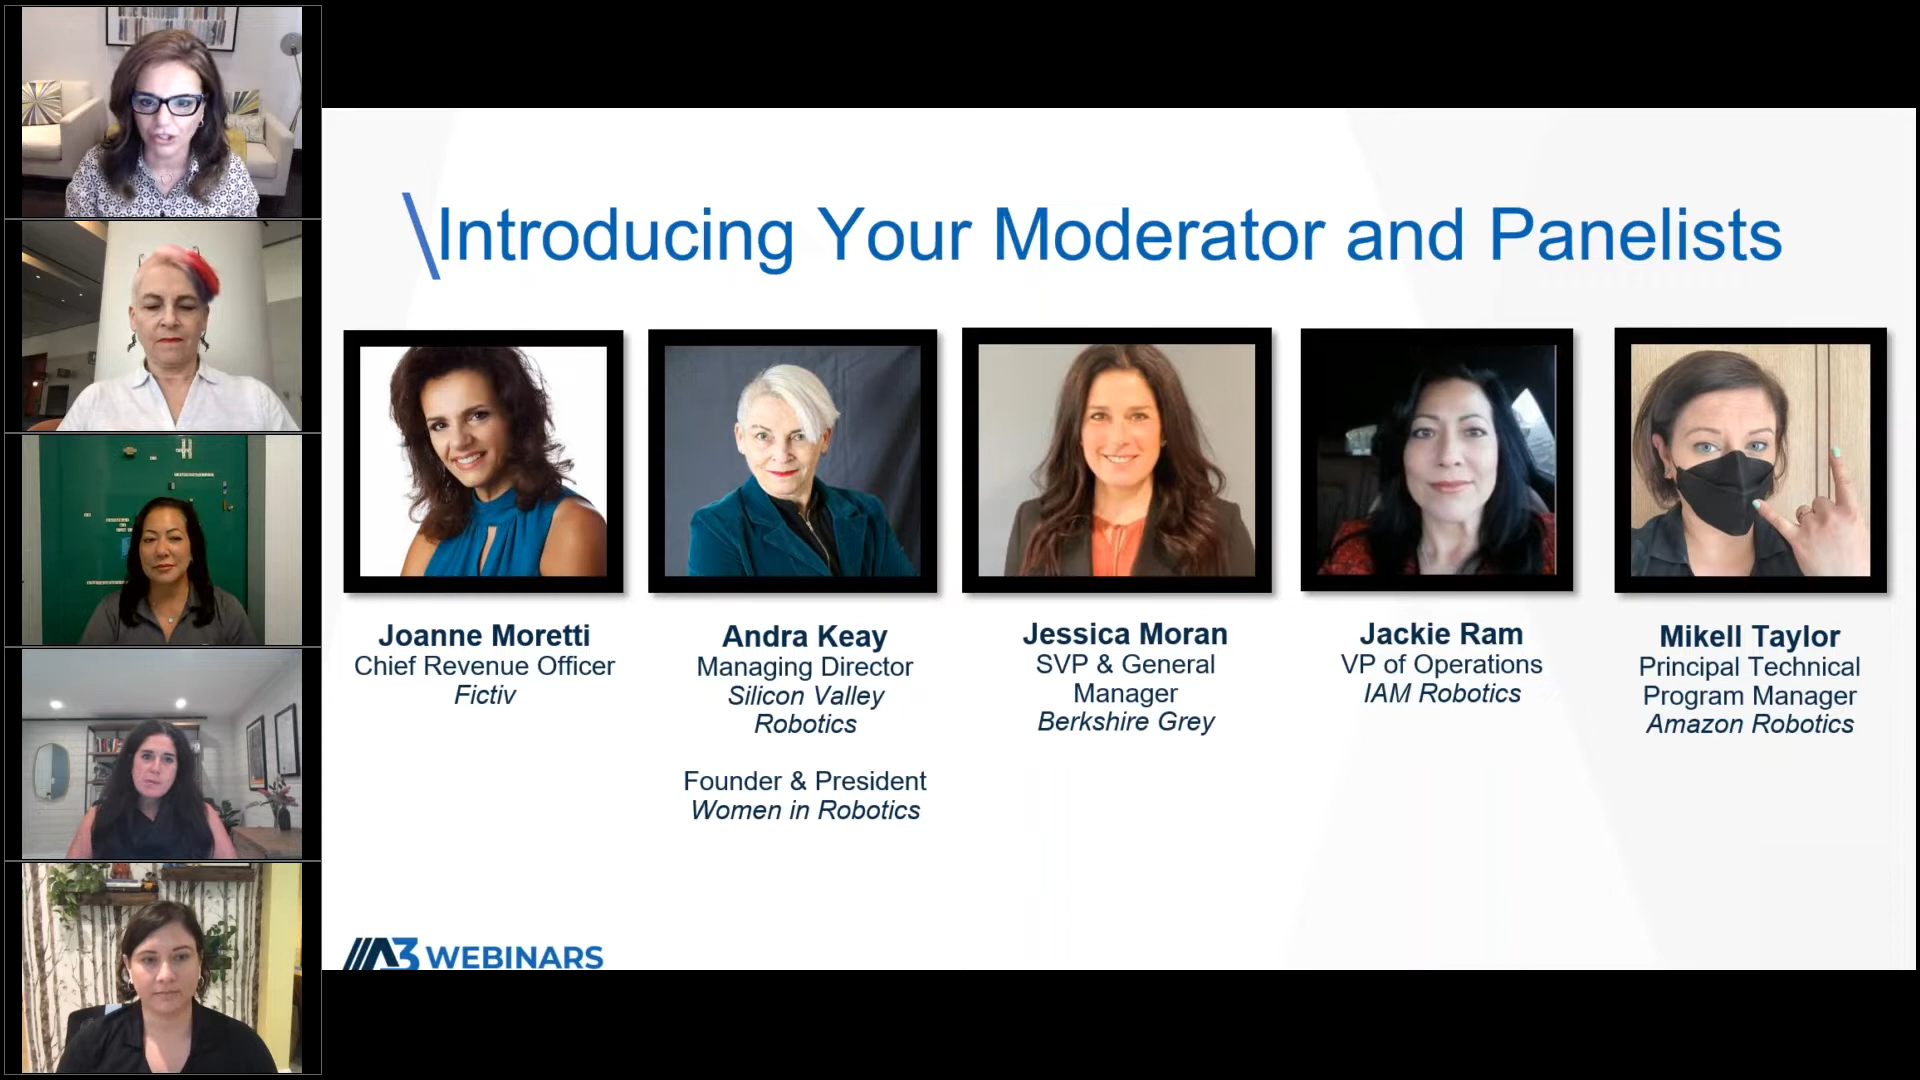 Introducing Your Moderator and Panelists
Joanne Moretti
Chief Revenue Officer
Fictiv
Andra Keay
Managing Director
Silicon Valley
Robotics
Founder & President
Women in Robotics
Jessica Moran
SVP & General
Manager
Berkshire Grey
Jackie Ram
VP of Operations
IAM Robotics
Mikell Taylor
Principal Technical
Program Manager
Amazon Robotics
A3 WEBINARS